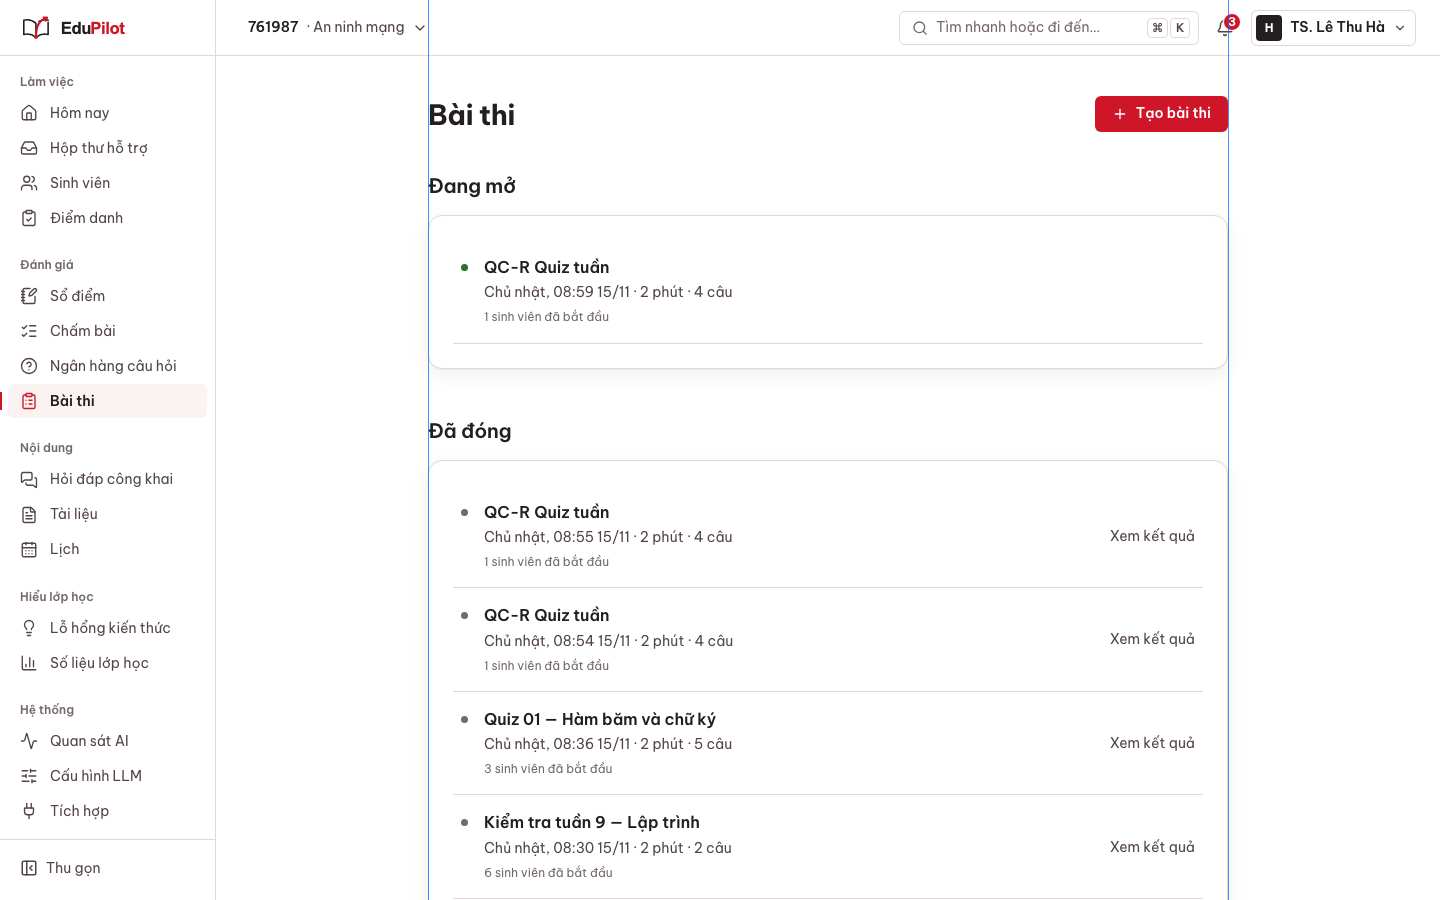 EduPilot
761987 · An ninh mạng
Tìm nhanh hoặc đi đến...
⌘ K
3
H
TS. Lê Thu Hà
Làm việc
Hôm nay
Hộp thư hỗ trợ
Sinh viên
Điểm danh
Đánh giá
Sổ điểm
Chấm bài
Ngân hàng câu hỏi
Bài thi
Nội dung
Hỏi đáp công khai
Tài liệu
Lịch
Hiểu lớp học
Lỗ hổng kiến thức
Số liệu lớp học
Hệ thống
Quan sát AI
Cấu hình LLM
Tích hợp
Thu gọn
Bài thi
Tạo bài thi
Đang mở
QC-R Quiz tuần
Chủ nhật, 08:59 15/11 · 2 phút · 4 câu
1 sinh viên đã bắt đầu
Đã đóng
QC-R Quiz tuần
Chủ nhật, 08:55 15/11 · 2 phút · 4 câu
1 sinh viên đã bắt đầu
Xem kết quả
QC-R Quiz tuần
Chủ nhật, 08:54 15/11 · 2 phút · 4 câu
1 sinh viên đã bắt đầu
Xem kết quả
Quiz 01 — Hàm băm và chữ ký
Chủ nhật, 08:36 15/11 · 2 phút · 5 câu
3 sinh viên đã bắt đầu
Xem kết quả
Kiểm tra tuần 9 — Lập trình
Chủ nhật, 08:30 15/11 · 2 phút · 2 câu
6 sinh viên đã bắt đầu
Xem kết quả